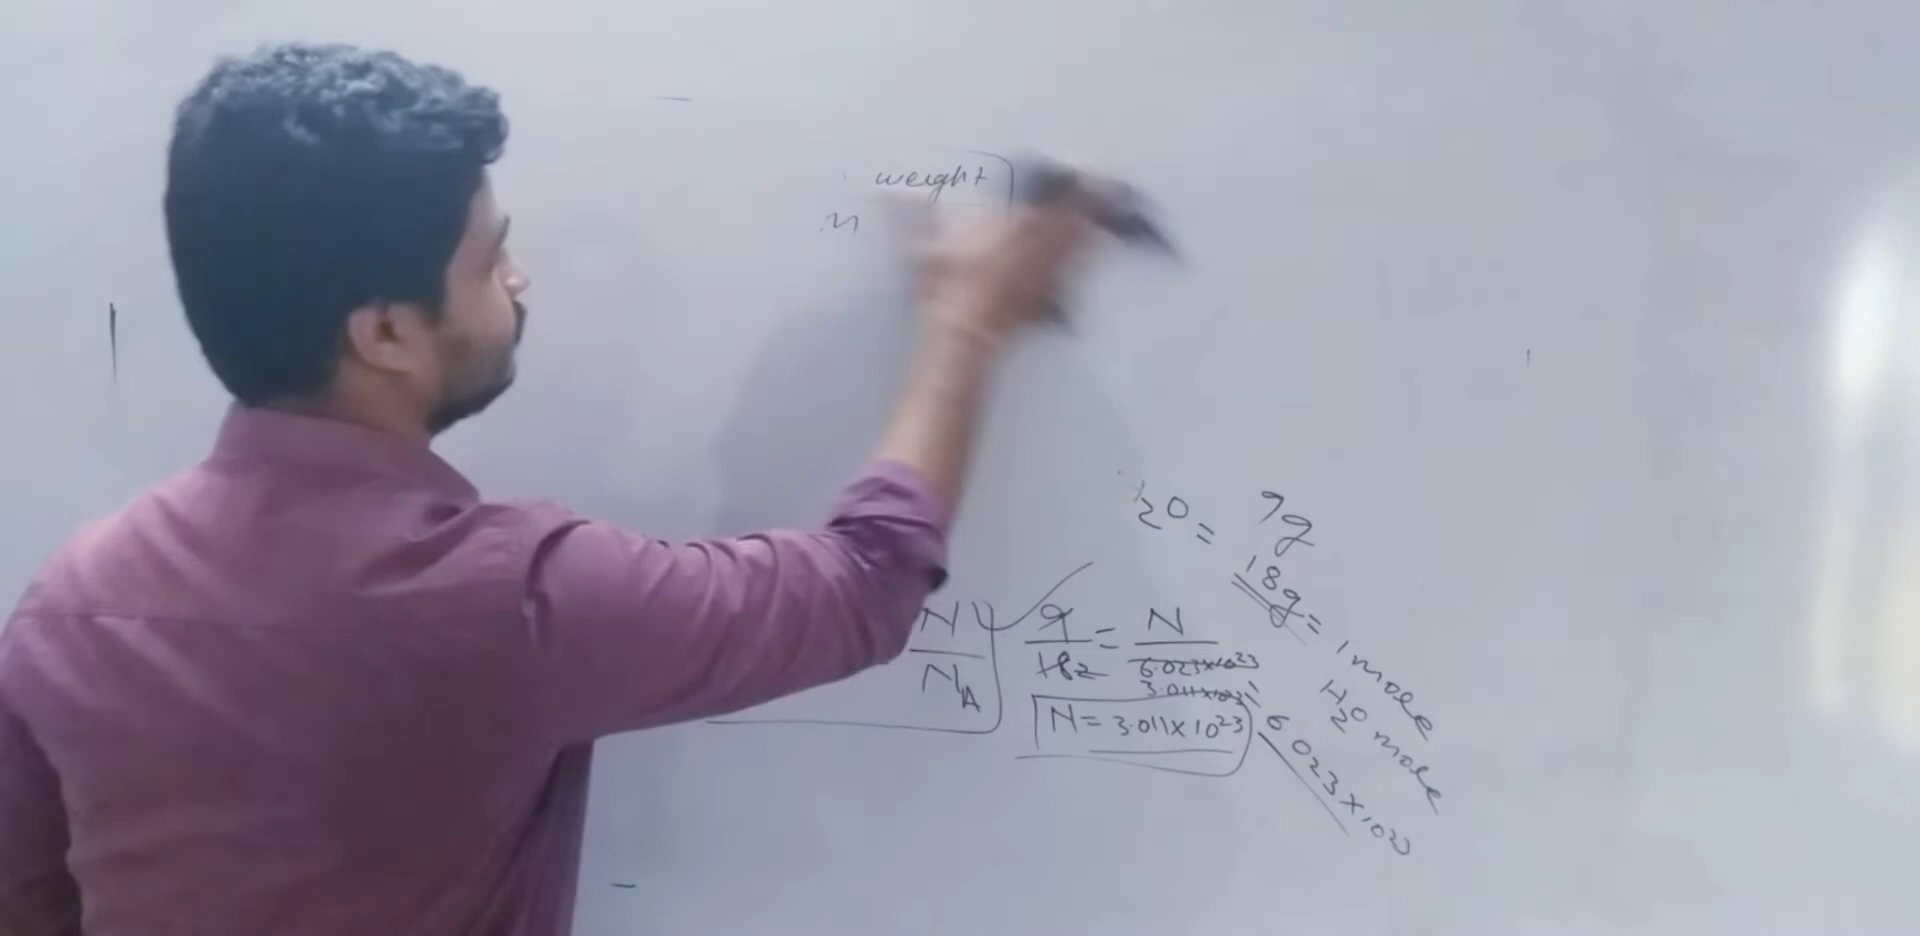 weight
H2O = 9g
18g = 1 mole
H2O mole
6.023×1023
N
NA
9/182 = N/6.023×1023
3.011×1023
N = 3.011×1023